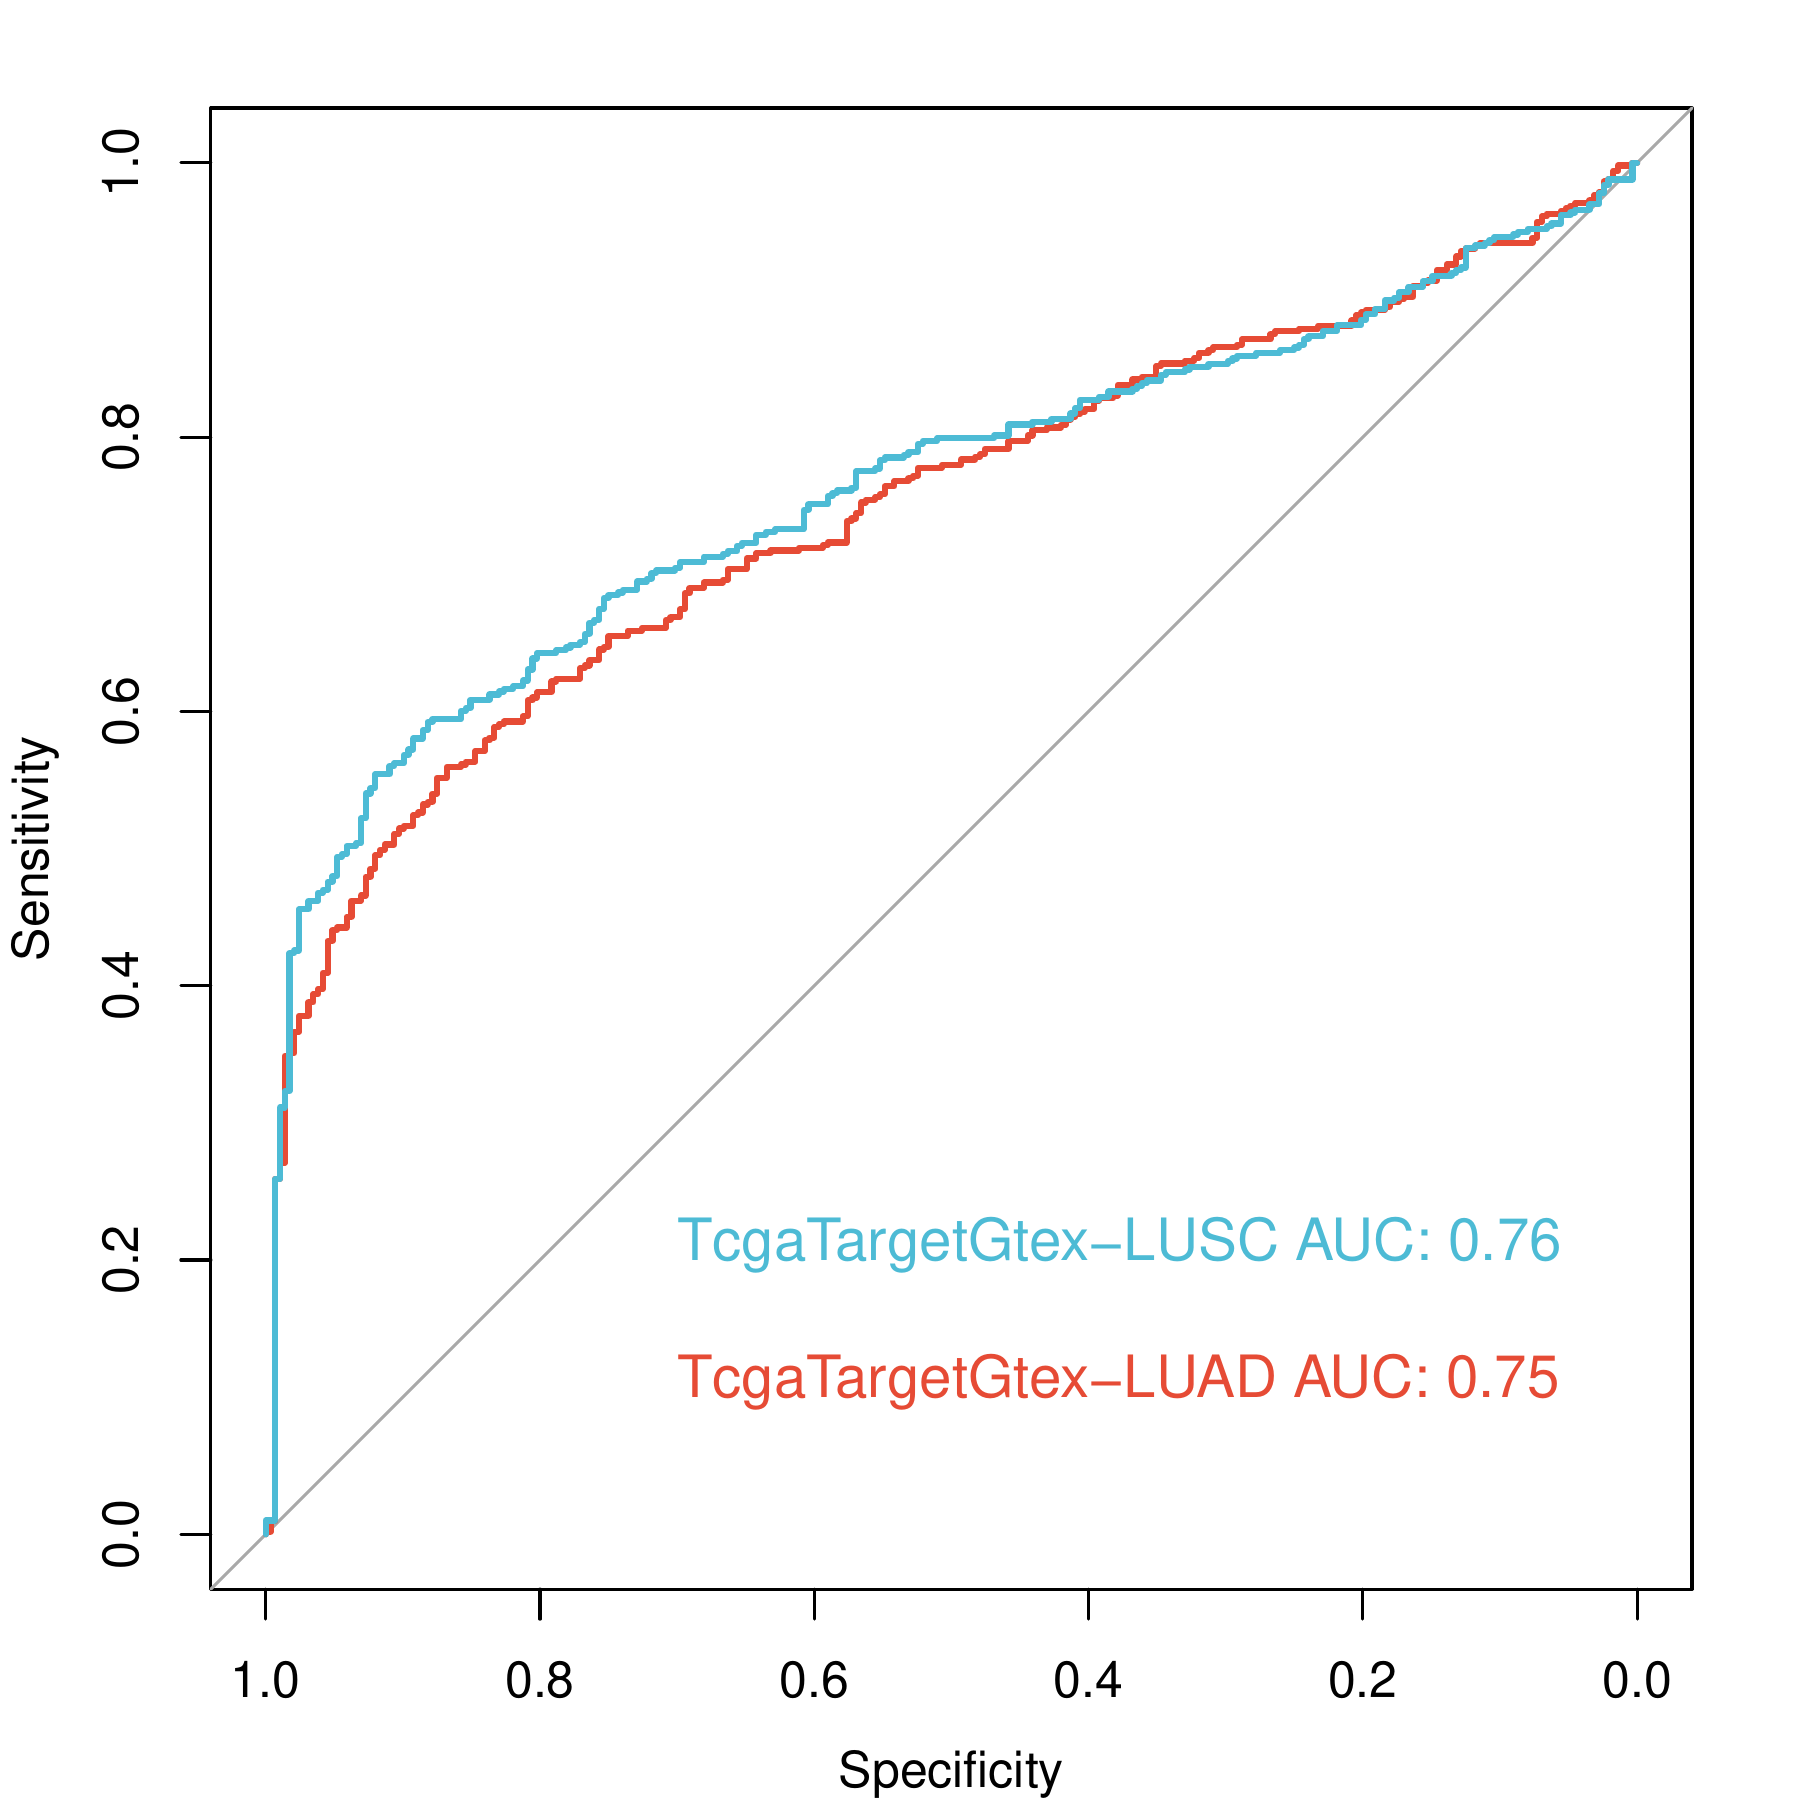 Sensitivity
1.0
0.8
0.6
0.4
0.2
0.0
TcgaTargetGtex−LUSC AUC: 0.76
TcgaTargetGtex−LUAD AUC: 0.75
1.0 0.8 0.6 0.4 0.2 0.0
Specificity